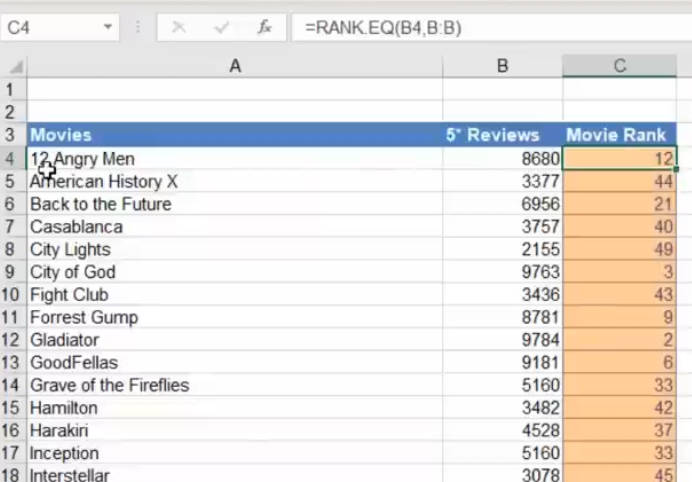 C4 fx =RANK.EQ(B4,B:B)
A B C
1
2
3 Movies 5* Reviews Movie Rank
4 12 Angry Men 8680 12
5 American History X 3377 44
6 Back to the Future 6956 21
7 Casablanca 3757 40
8 City Lights 2155 49
9 City of God 9763 3
10 Fight Club 3436 43
11 Forrest Gump 8781 9
12 Gladiator 9784 2
13 GoodFellas 9181 6
14 Grave of the Fireflies 5160 33
15 Hamilton 3482 42
16 Harakiri 4528 37
17 Inception 5160 33
18 Interstellar 3078 45